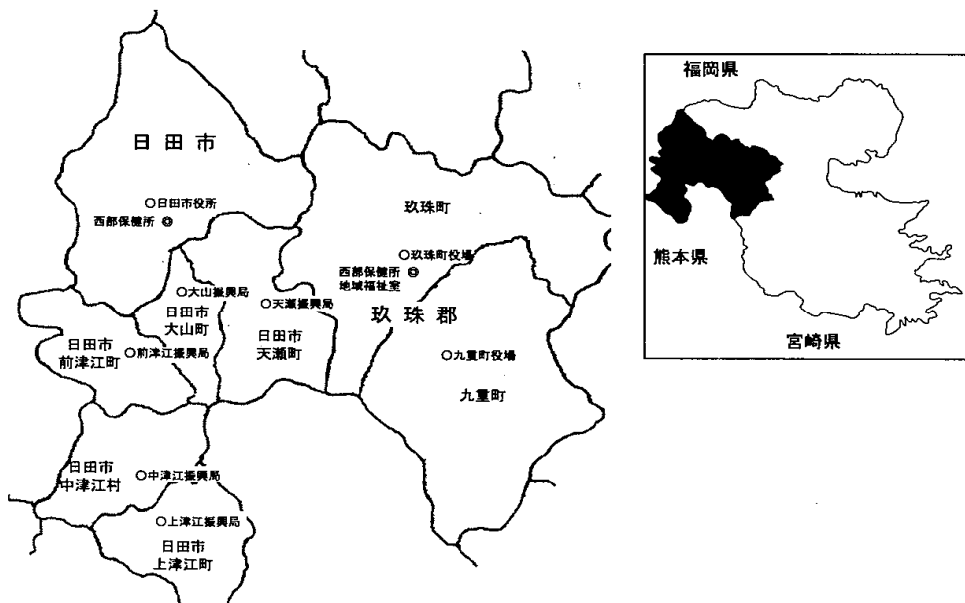 日田市
○日田市役所
西部保健所 ◎
玖珠町
○玖珠町役場
西部保健所 ◎
地域福祉室
玖珠郡
○大山振興局
日田市
大山町
○天瀬振興局
日田市
天瀬町
日田市
前津江町
○前津江振興局
○九重町役場
九重町
日田市
中津江村
○中津江振興局
○上津江振興局
日田市
上津江町
福岡県
熊本県
宮崎県